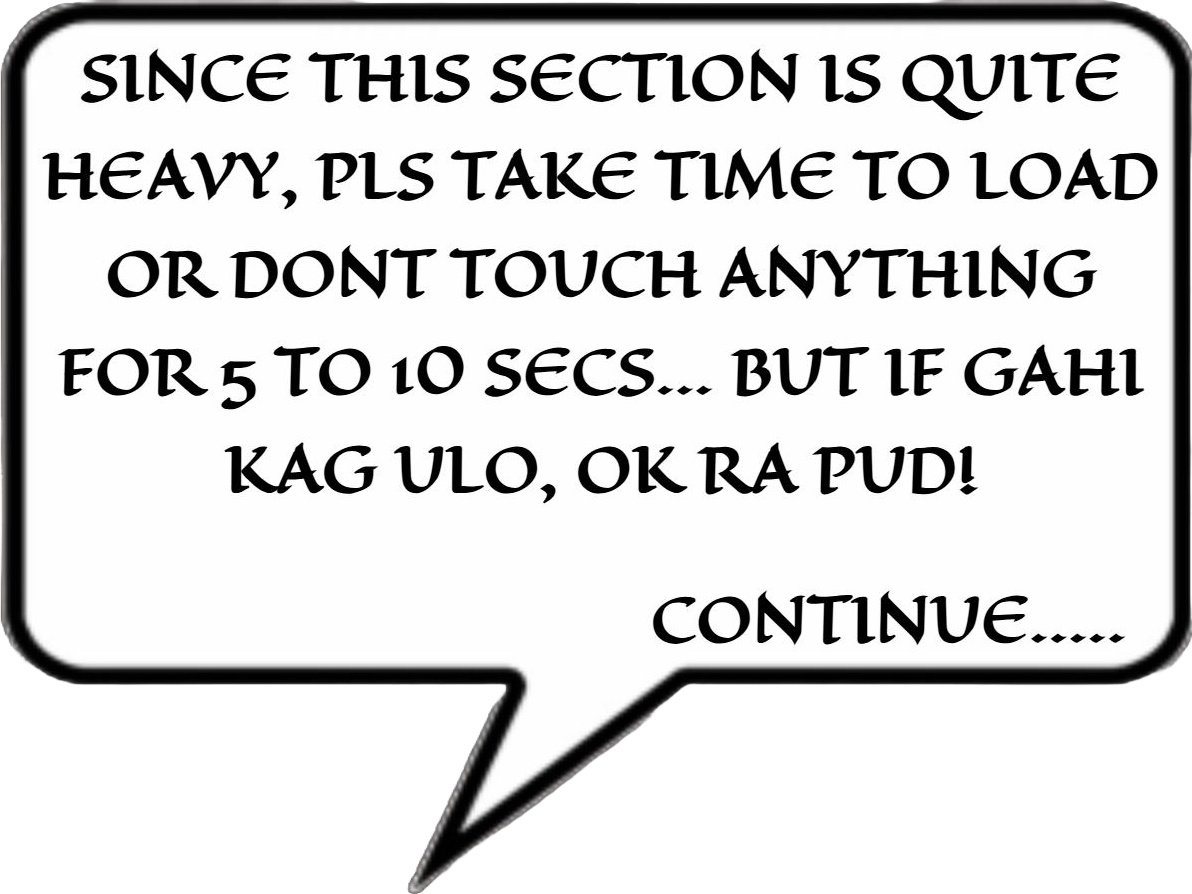 SINCE THIS SECTION IS QUITE
HEAVY, PLS TAKE TIME TO LOAD
OR DONT TOUCH ANYTHING
FOR 5 TO 10 SECS... BUT IF GAHI
KAG ULO, OK RA PUD!
CONTINUE.....